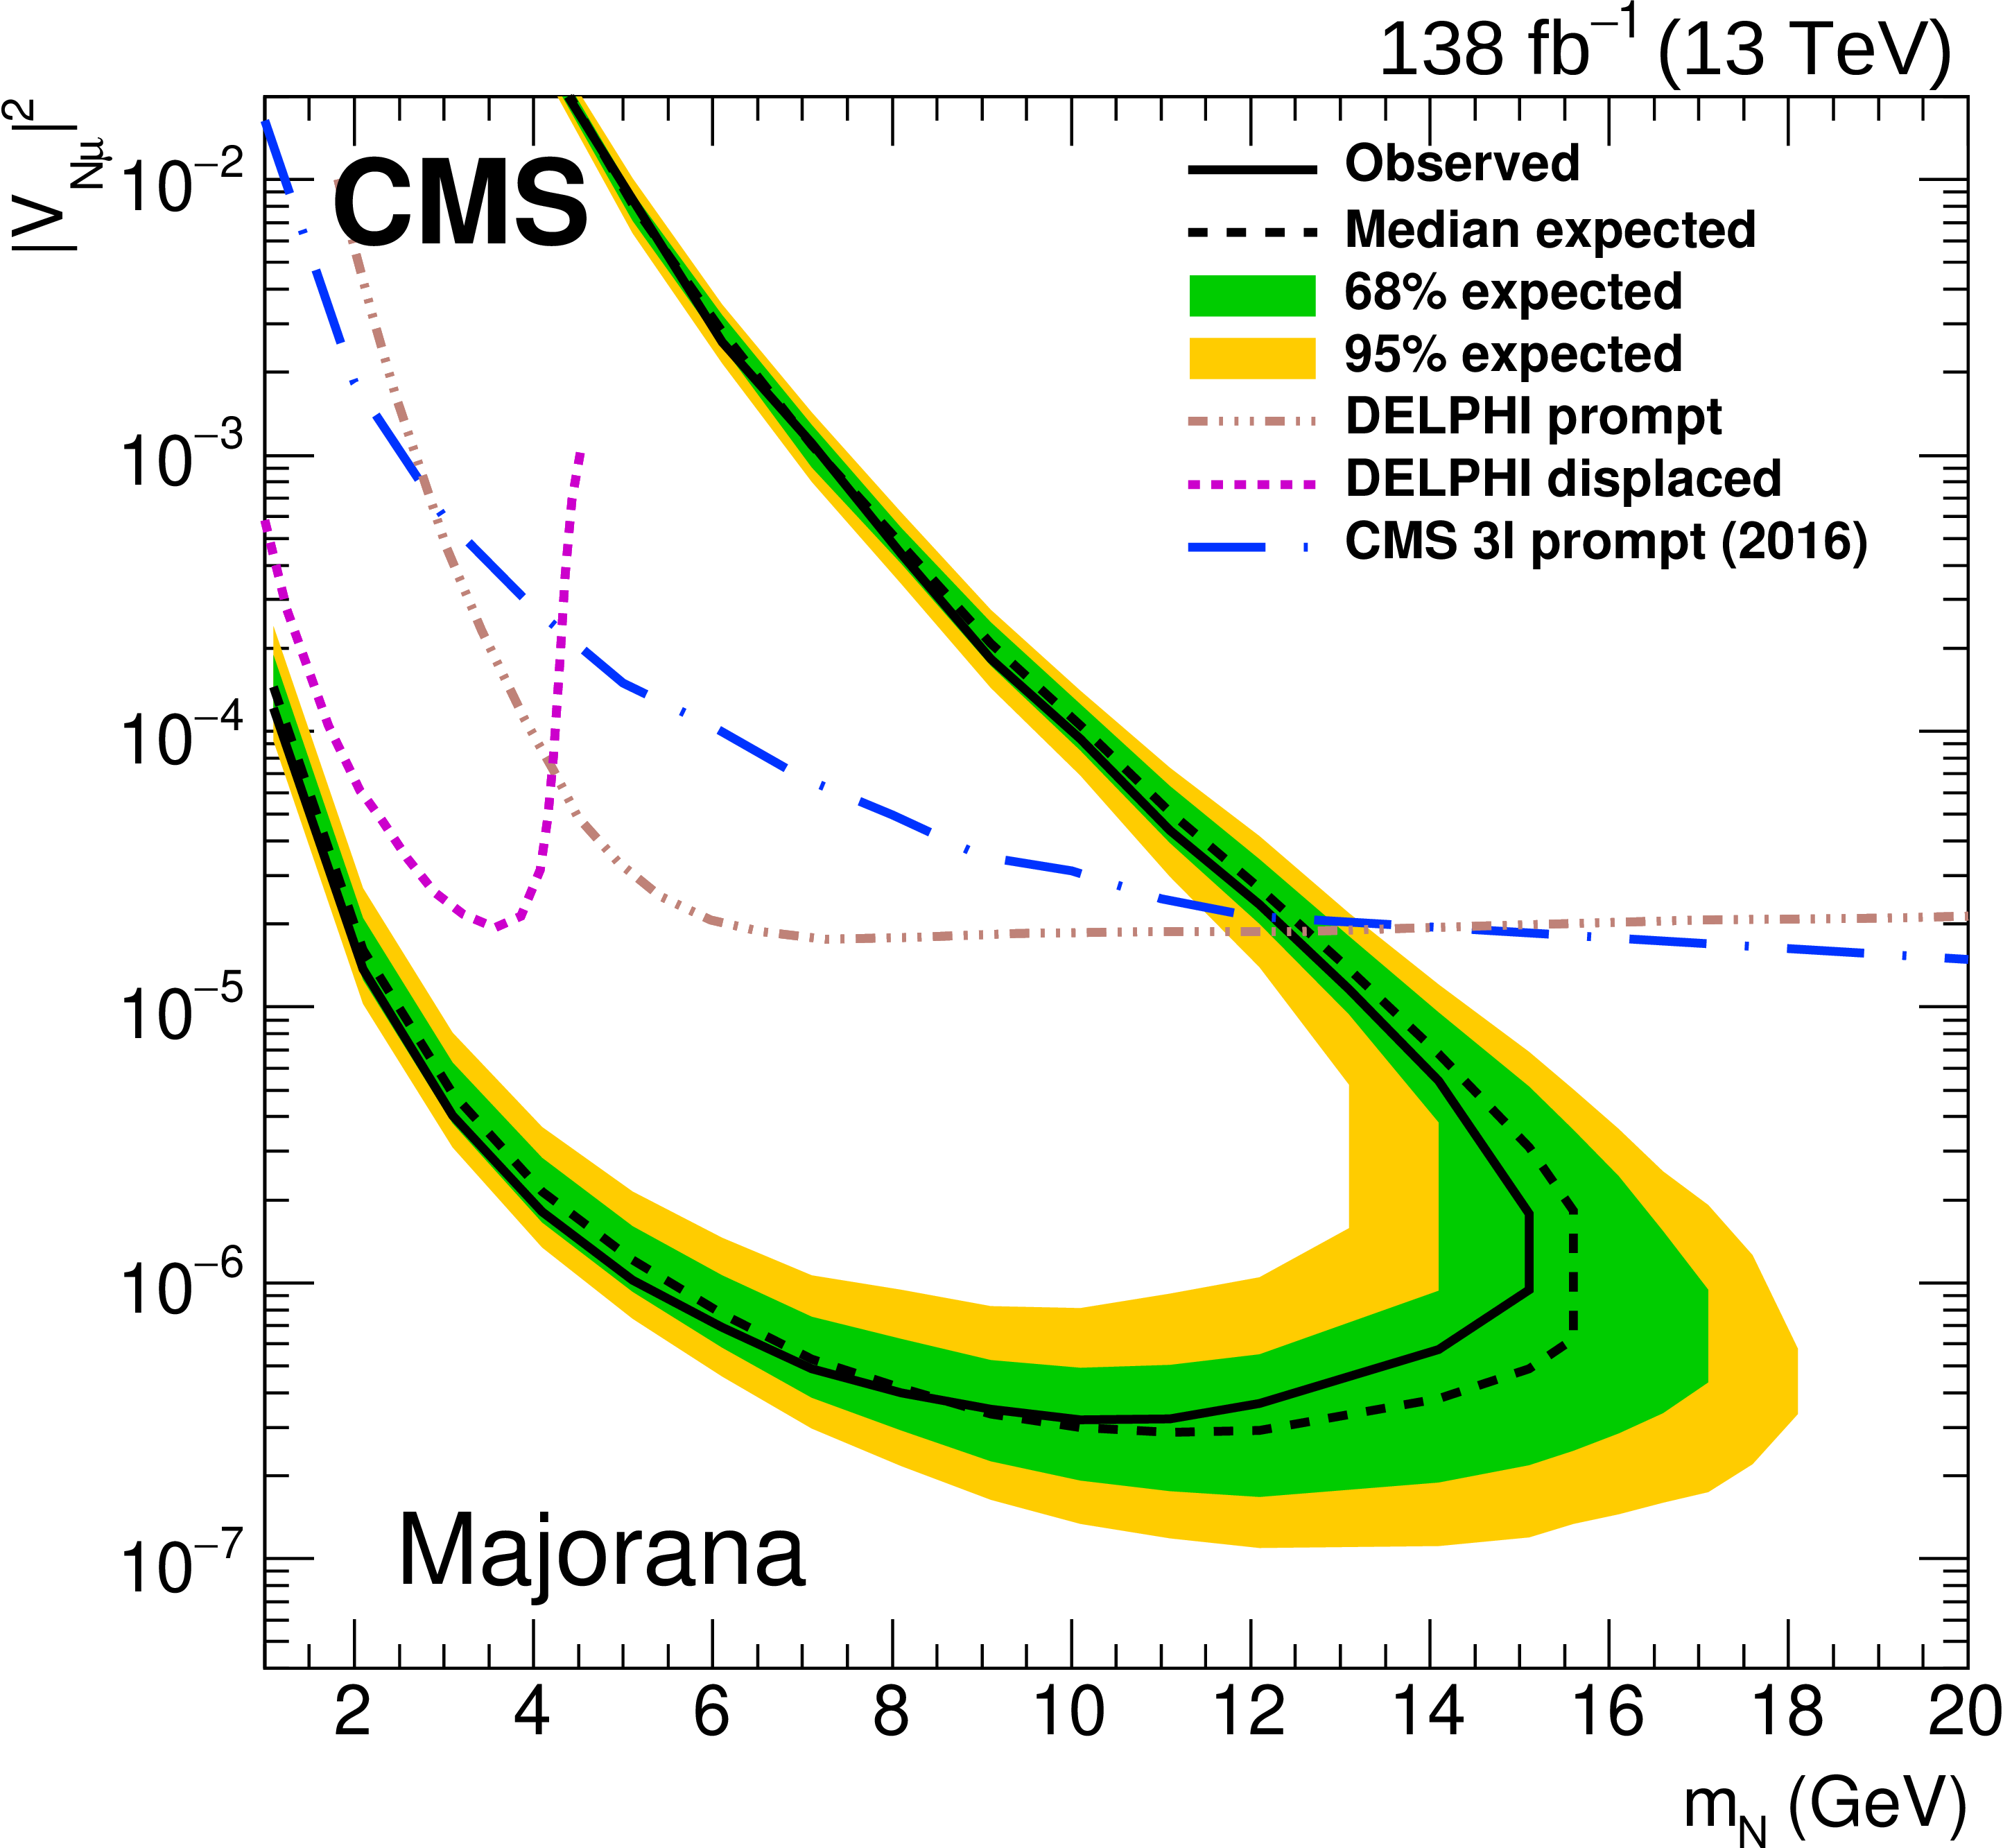 138 fb⁻¹ (13 TeV)
|V_Nμ|²
CMS
Observed
Median expected
68% expected
95% expected
DELPHI prompt
DELPHI displaced
CMS 3l prompt (2016)
10⁻²
10⁻³
10⁻⁴
10⁻⁵
10⁻⁶
10⁻⁷
Majorana
2 4 6 8 10 12 14 16 18 20
m_N (GeV)